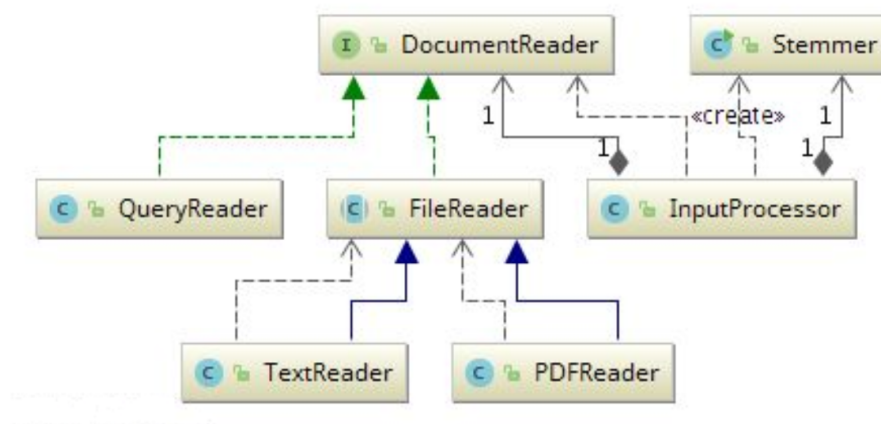 I DocumentReader
C Stemmer
1
«create»
1
1
1
C QueryReader
C FileReader
C InputProcessor
C TextReader
C PDFReader